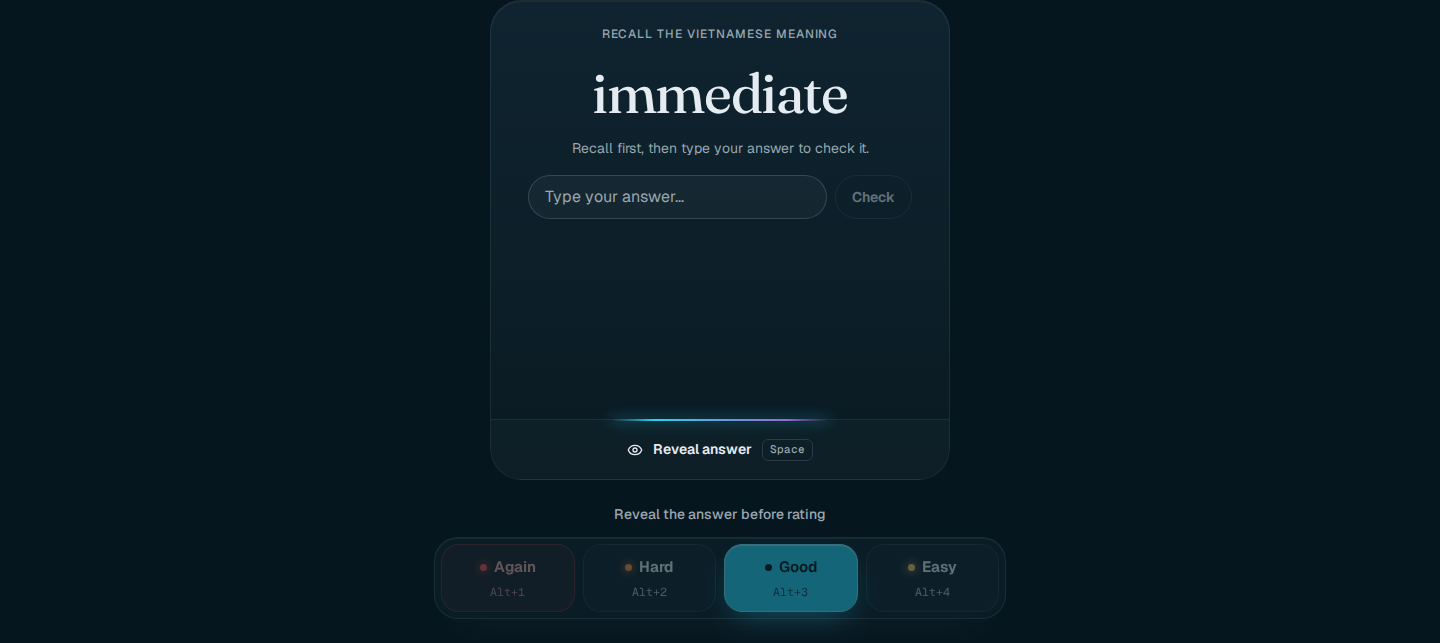 RECALL THE VIETNAMESE MEANING
immediate
Recall first, then type your answer to check it.
Type your answer... Check
Reveal answer Space
Reveal the answer before rating
Again Hard Good Easy
Alt+1 Alt+2 Alt+3 Alt+4